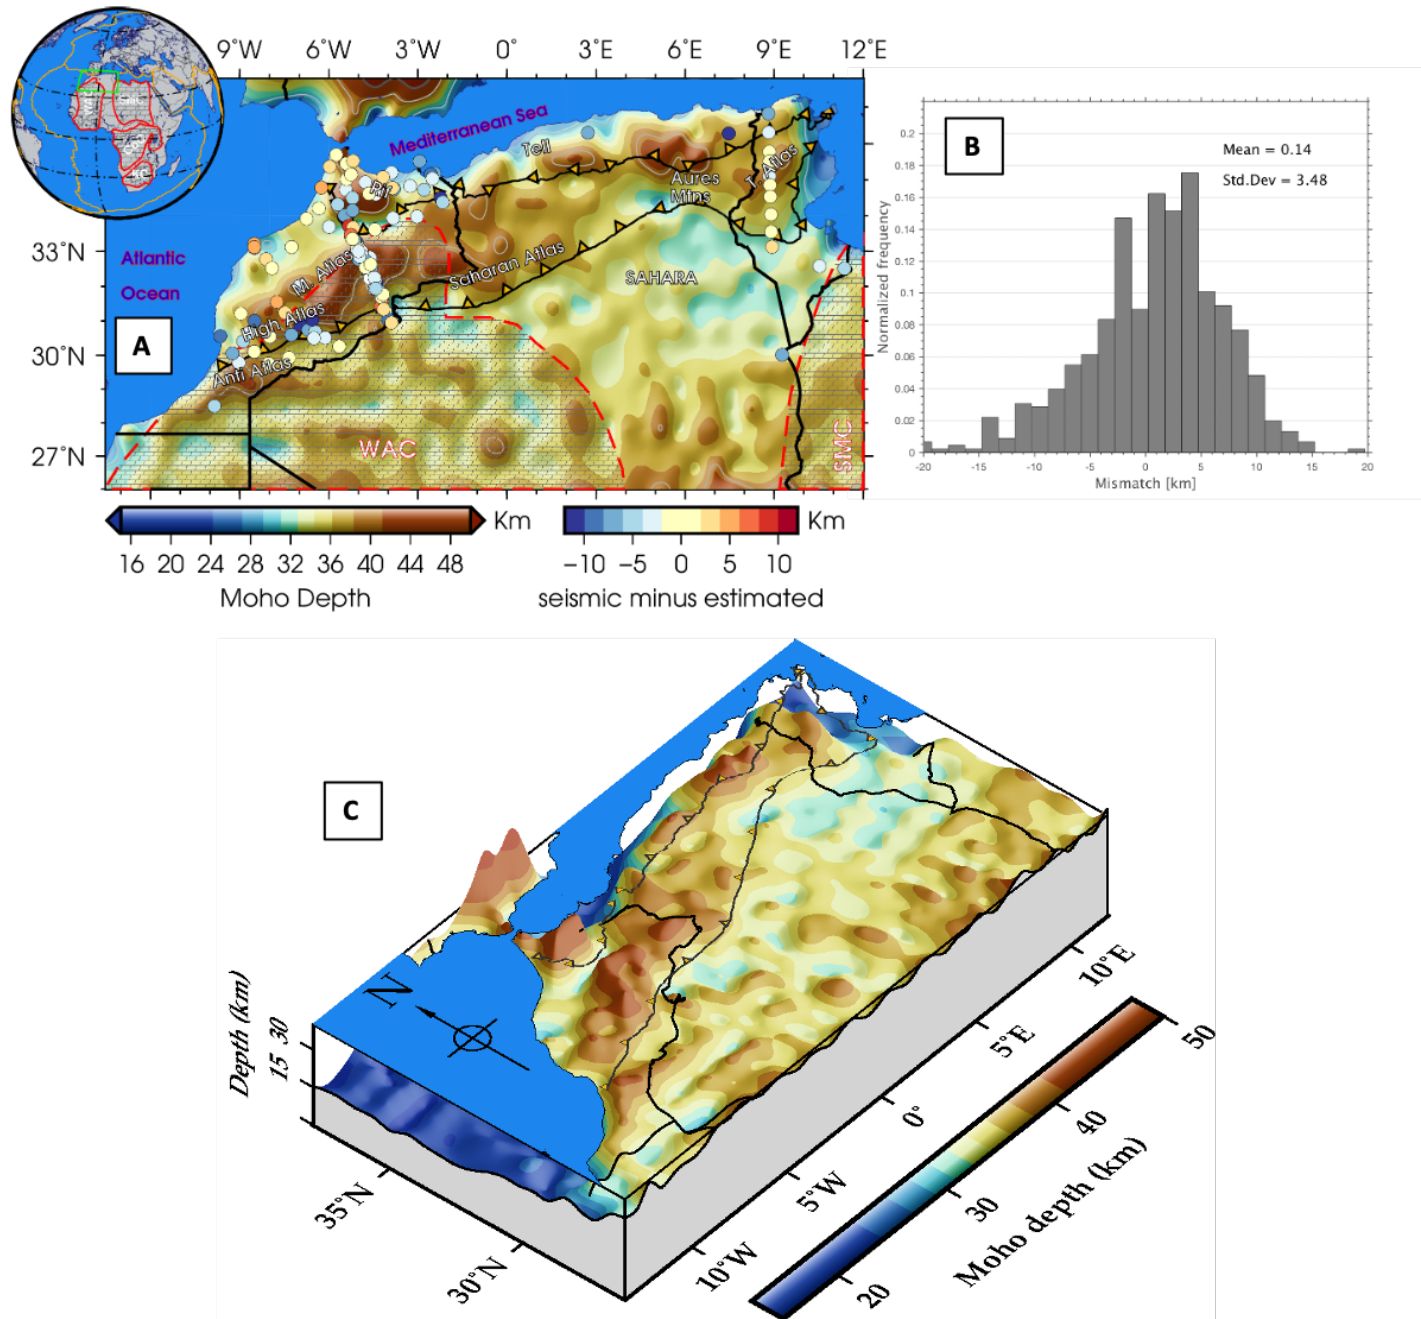 9°W 6°W 3°W 0° 3°E 6°E 9°E 12°E
WAC
SMC
Mediterranean Sea
Tell
T. Atlas
Rif
Aures
Mtns
33°N
Atlantic
Ocean
M. Atlas
Saharan Atlas
SAHARA
High Atlas
A
30°N
Anti Atlas
WAC
SMC
27°N
Km
16 20 24 28 32 36 40 44 48
Moho Depth
Km
−10 −5 0 5 10
seismic minus estimated
B
Mean = 0.14
Std.Dev = 3.48
Normalized frequency
0.2
0.18
0.16
0.14
0.12
0.1
0.08
0.06
0.04
0.02
0
-20 -15 -10 -5 0 5 10 15 20
Mismatch [km]
C
N
Depth (km)
30
15
35°N
30°N
10°W
5°W
0°
5°E
10°E
20
30
40
50
Moho depth (km)